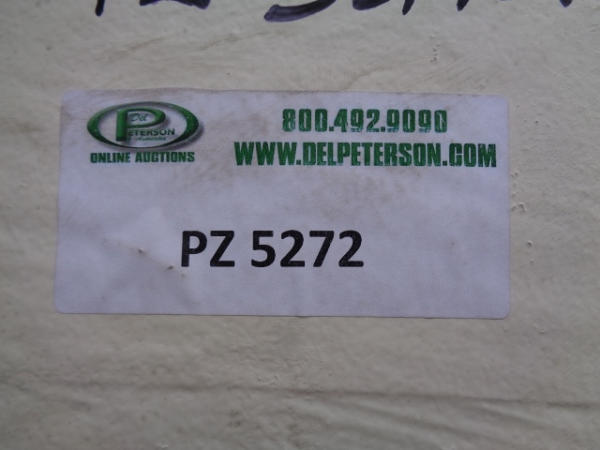 Del
PETERSON
ONLINE AUCTIONS
800.492.9090
WWW.DELPETERSON.COM
PZ 5272